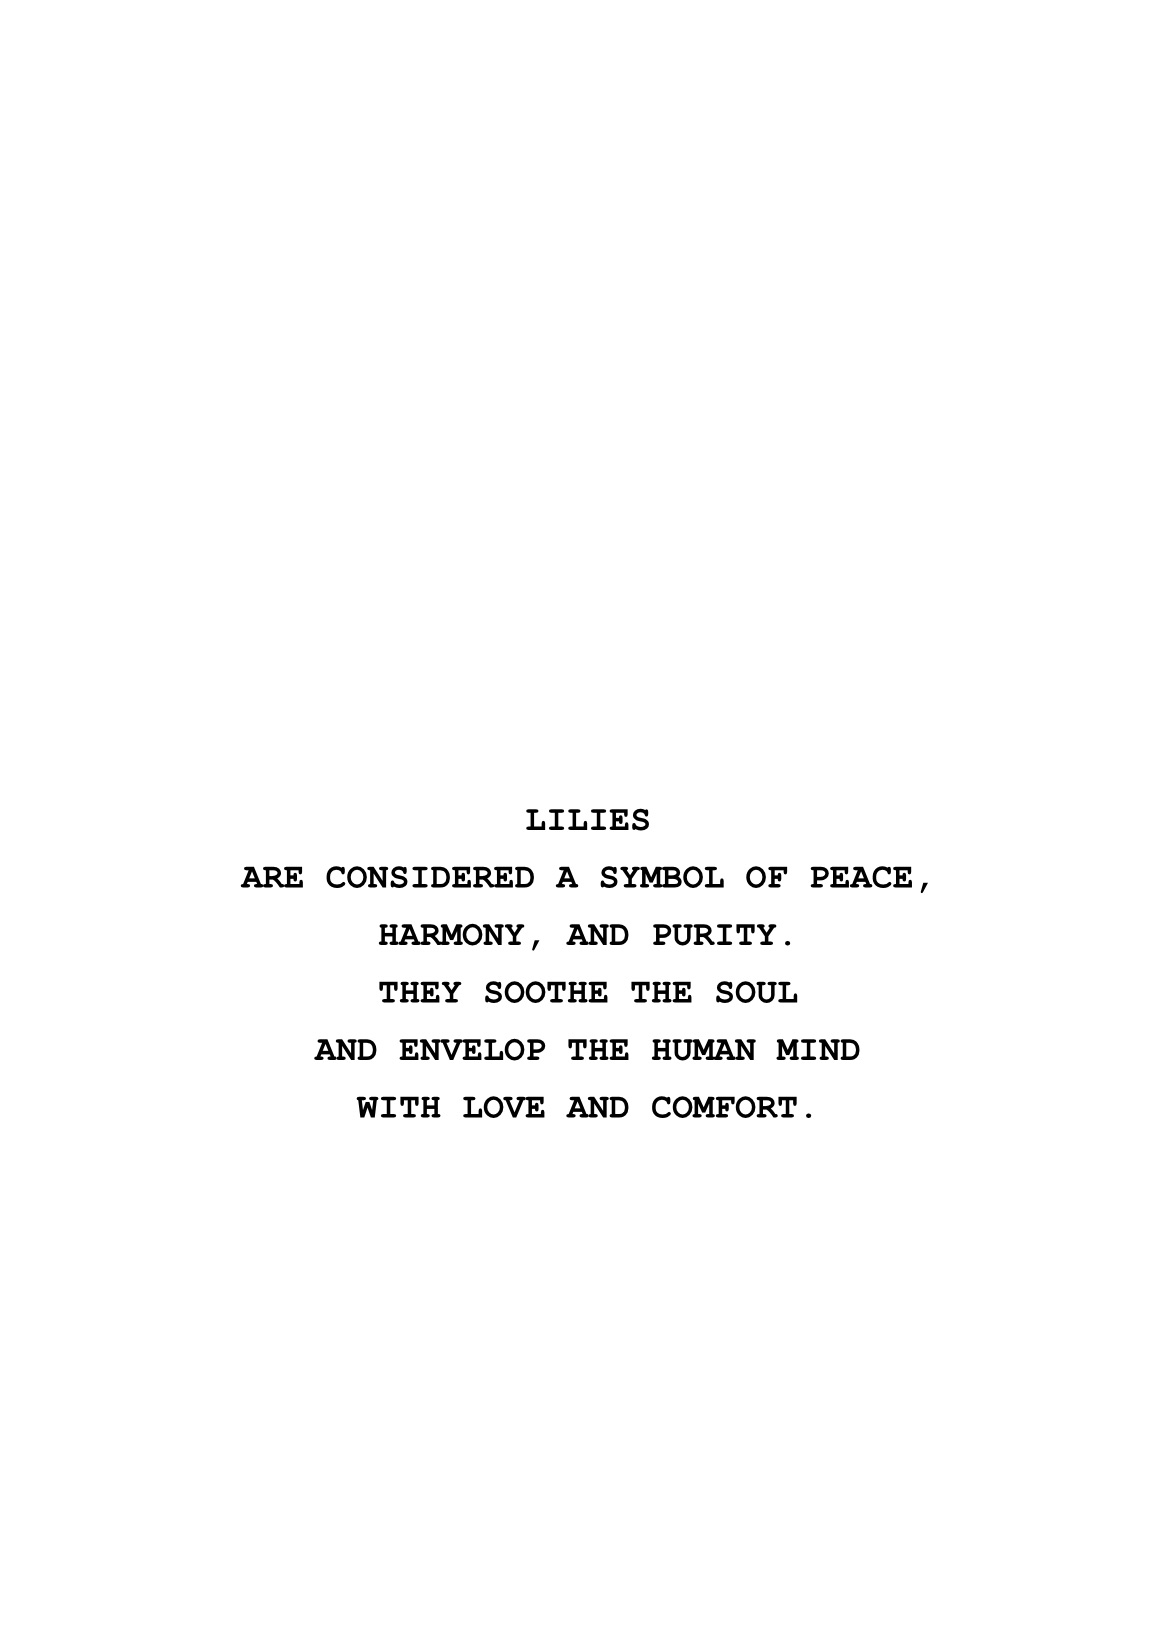 LILIES
ARE CONSIDERED A SYMBOL OF PEACE,
HARMONY, AND PURITY.
THEY SOOTHE THE SOUL
AND ENVELOP THE HUMAN MIND
WITH LOVE AND COMFORT.